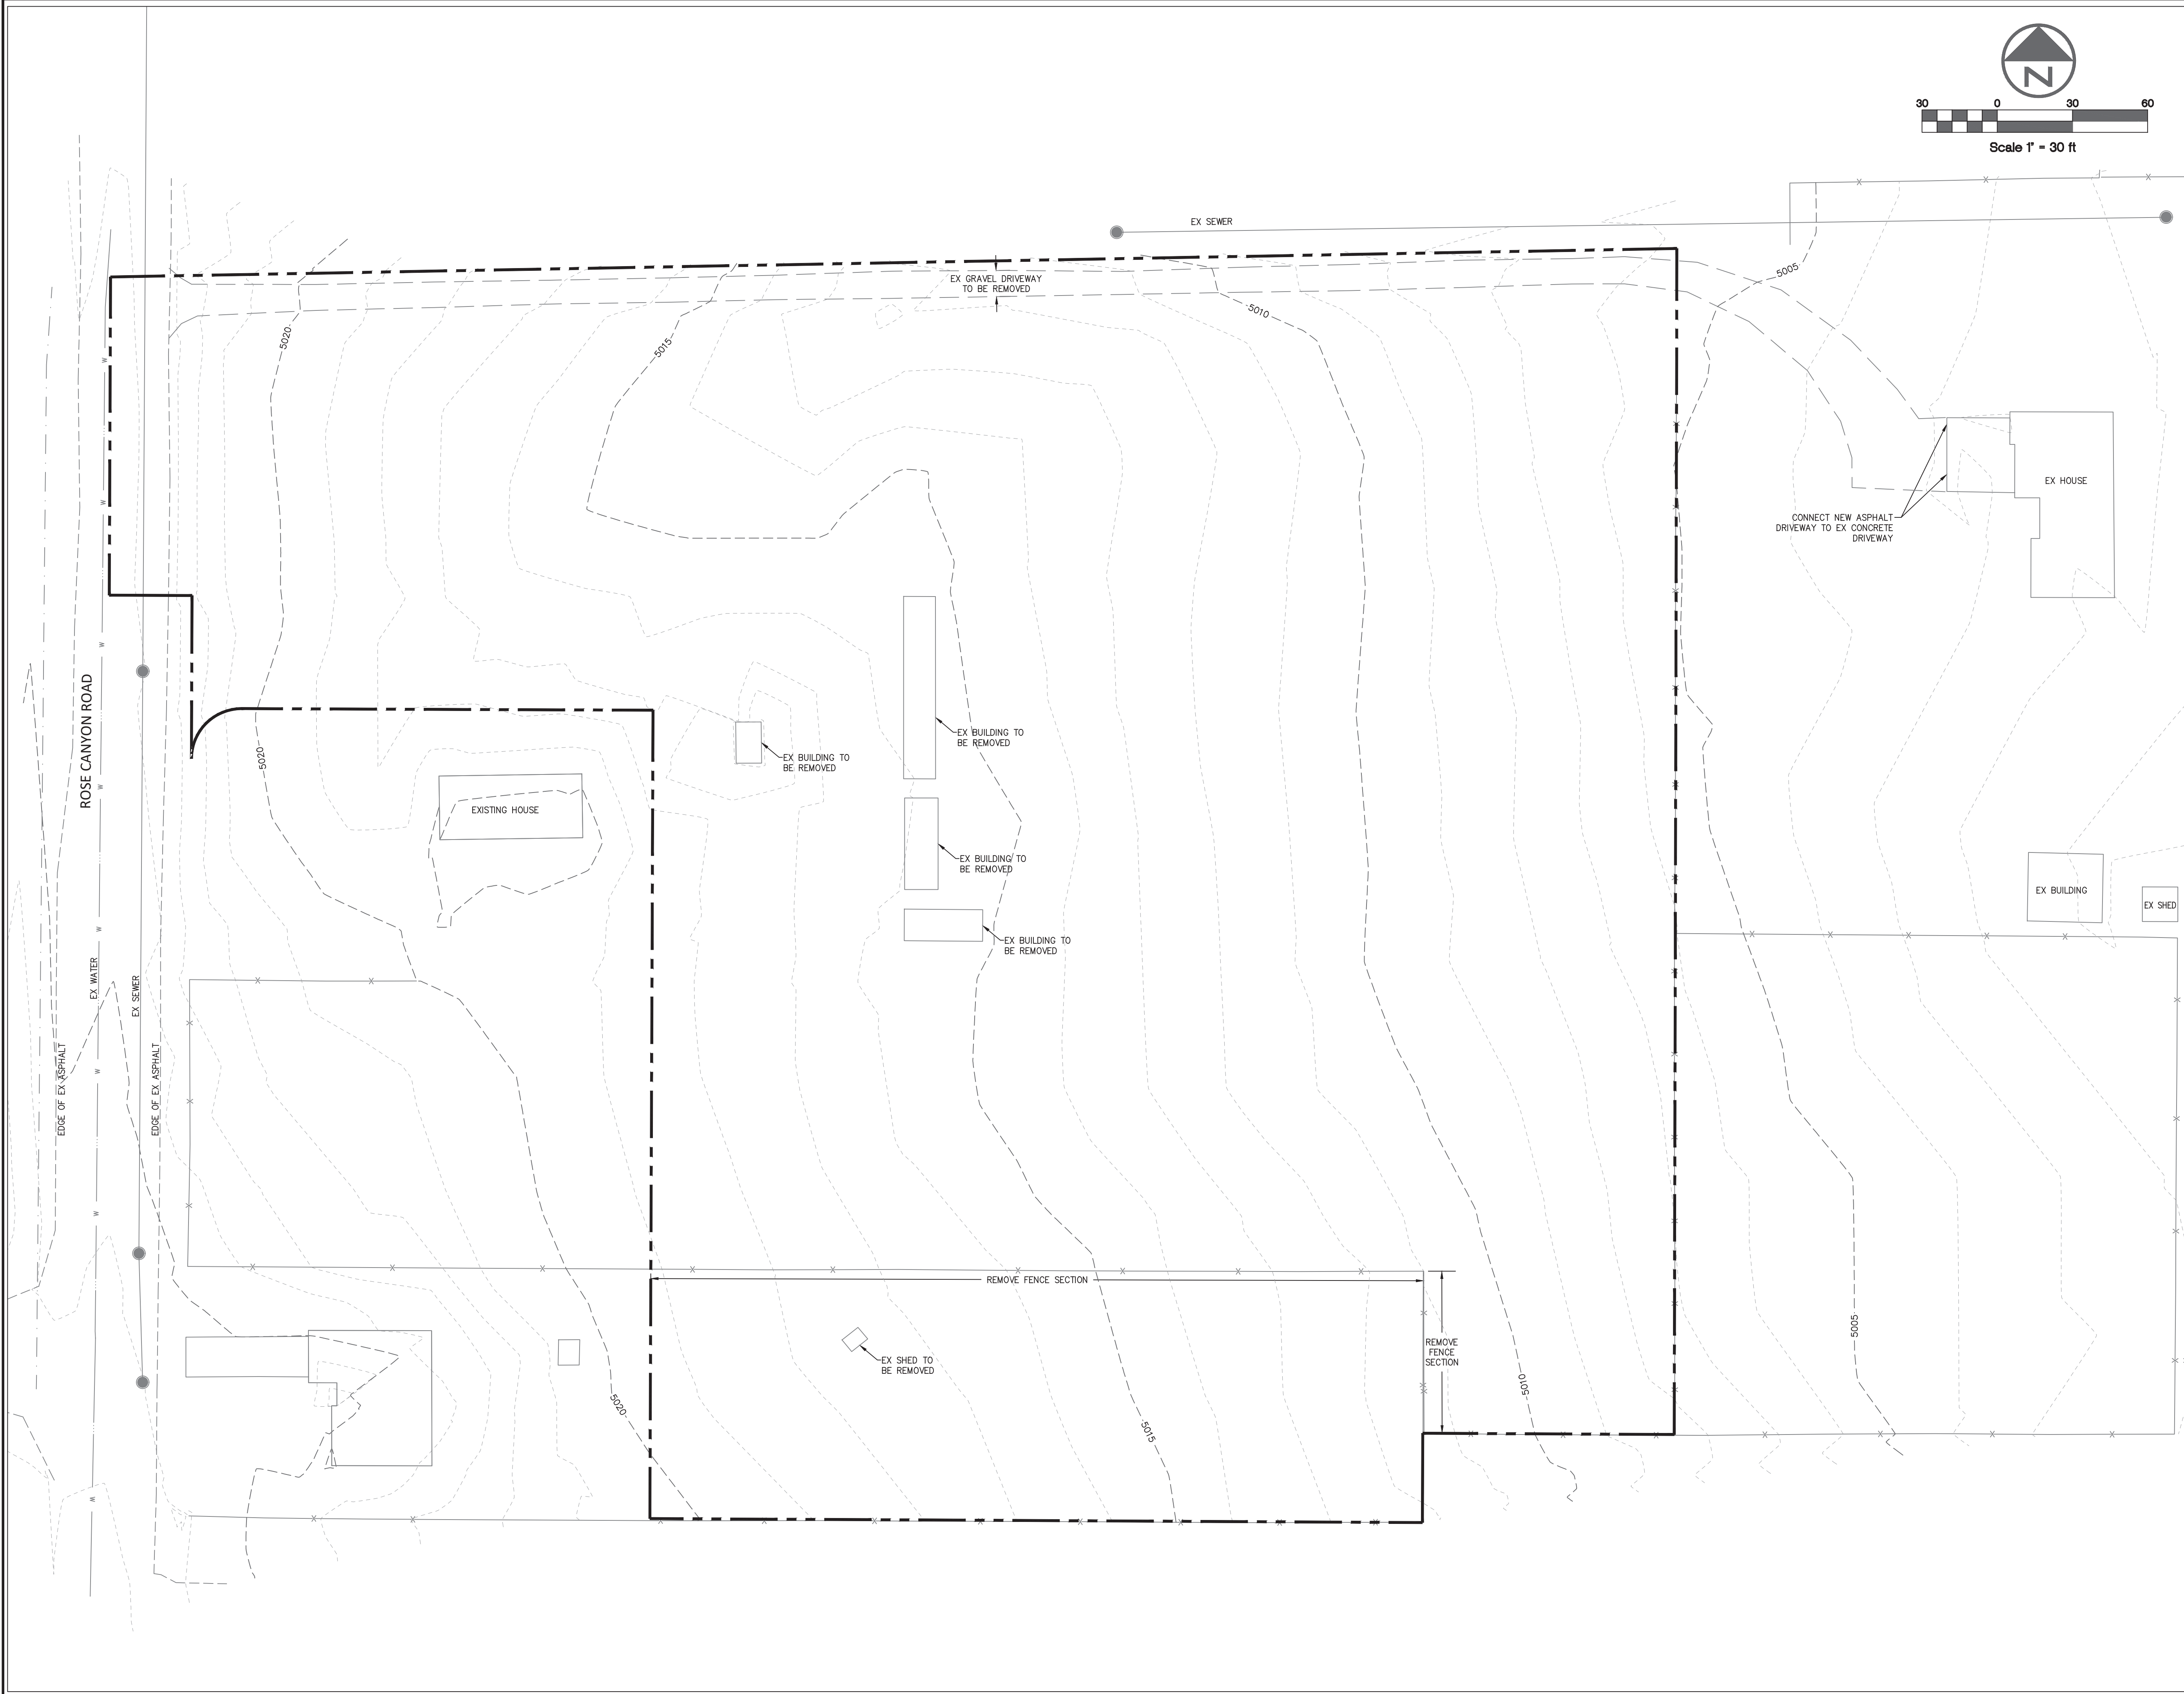 N
30 0 30 60
Scale 1" = 30 ft
EX SEWER
EX GRAVEL DRIVEWAY
TO BE REMOVED
5005
5010
5020
5015
W
W
EX HOUSE
CONNECT NEW ASPHALT
DRIVEWAY TO EX CONCRETE
DRIVEWAY
W
ROSE CANYON ROAD
5020
EX BUILDING TO
BE REMOVED
EX BUILDING TO
BE REMOVED
W
EXISTING HOUSE
EX BUILDING TO
BE REMOVED
EX BUILDING
EX SHED
W
EX BUILDING TO
BE REMOVED
EX WATER
EX SEWER
EDGE OF EX ASPHALT
W
EDGE OF EX ASPHALT
W
REMOVE FENCE SECTION
5005
REMOVE
FENCE
SECTION
EX SHED TO
BE REMOVED
5020
5010
5015
W